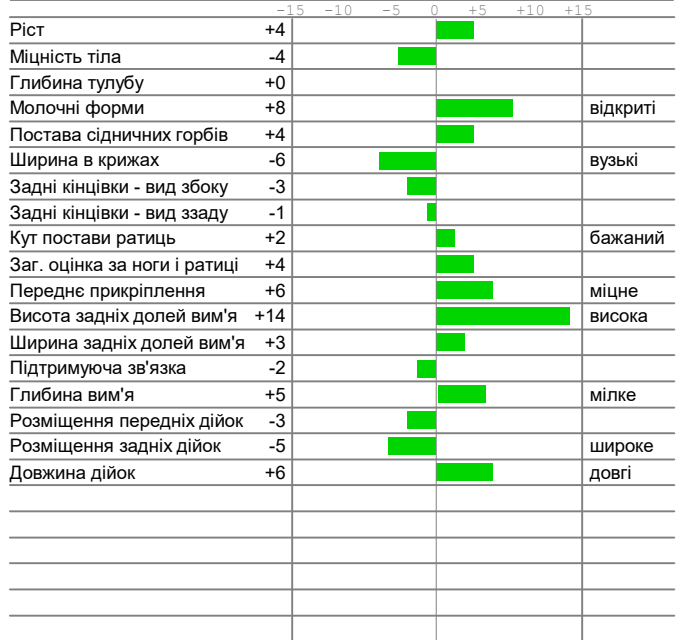 -15 -10 -5 0 +5 +10 +15
Ріст +4
Міцність тіла -4
Глибина тулубу +0
Молочні форми +8 відкриті
Постава сідничних горбів +4
Ширина в крижах -6 вузькі
Задні кінцівки - вид збоку -3
Задні кінцівки - вид ззаду -1
Кут постави ратиць +2 бажаний
Заг. оцінка за ноги і ратиці +4
Переднє прикріплення +6 міцне
Висота задніх долей вим'я +14 висока
Ширина задніх долей вим'я +3
Підтримуюча зв'язка -2
Глибина вим'я +5 мілке
Розміщення передніх дійок -3
Розміщення задніх дійок -5 широке
Довжина дійок +6 довгі